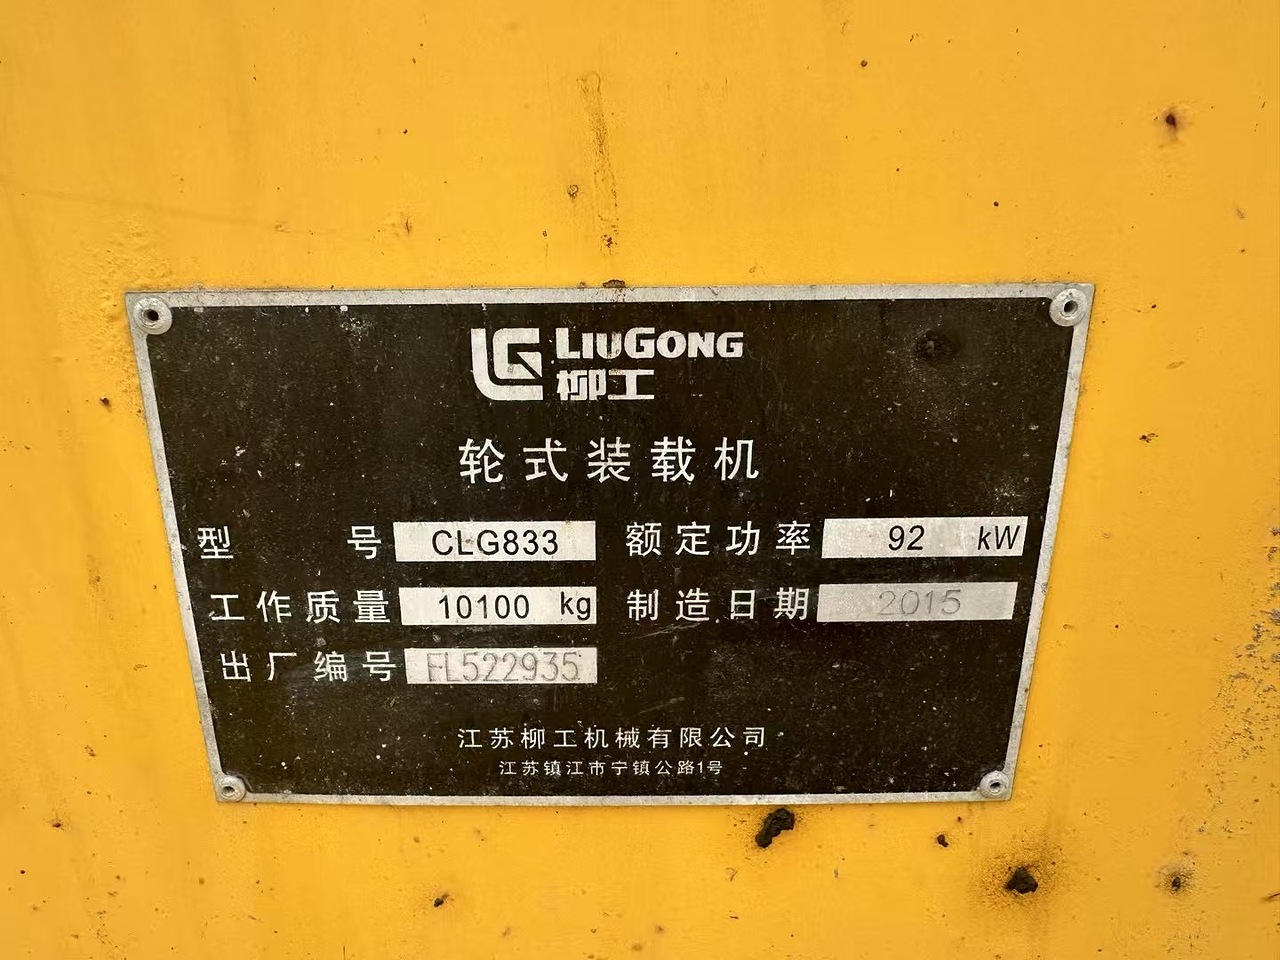 LIUGONG
柳工
轮式装载机
型号 CLG833 额定功率 92 kW
工作质量 10100 kg 制造日期 2015
出厂编号 FL522935
江苏柳工机械有限公司
江苏镇江市宁镇公路1号